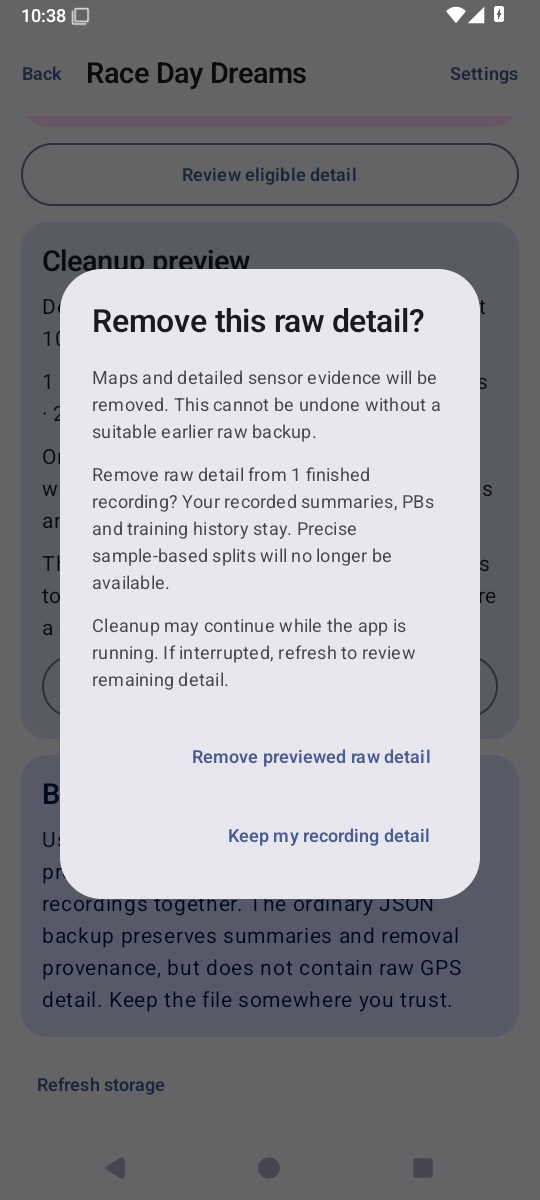 10:38
Back Race Day Dreams Settings
Review eligible detail
Cleanup preview
Remove this raw detail?
Maps and detailed sensor evidence will be
removed. This cannot be undone without a
suitable earlier raw backup.
Remove raw detail from 1 finished
recording? Your recorded summaries, PBs
and training history stay. Precise
sample-based splits will no longer be
available.
Cleanup may continue while the app is
running. If interrupted, refresh to review
remaining detail.
Remove previewed raw detail
Keep my recording detail
recordings together. The ordinary JSON
backup preserves summaries and removal
provenance, but does not contain raw GPS
detail. Keep the file somewhere you trust.
Refresh storage